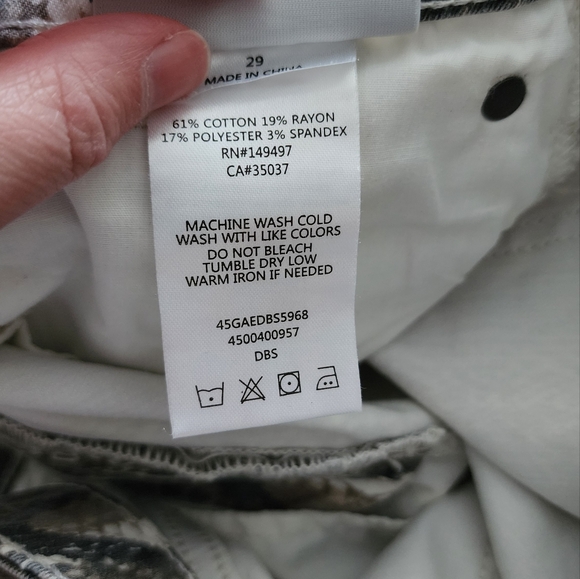 29
MADE IN CHINA
61% COTTON 19% RAYON
17% POLYESTER 3% SPANDEX
RN#149497
CA#35037
MACHINE WASH COLD
WASH WITH LIKE COLORS
DO NOT BLEACH
TUMBLE DRY LOW
WARM IRON IF NEEDED
45GAEDBS5968
4500400957
DBS